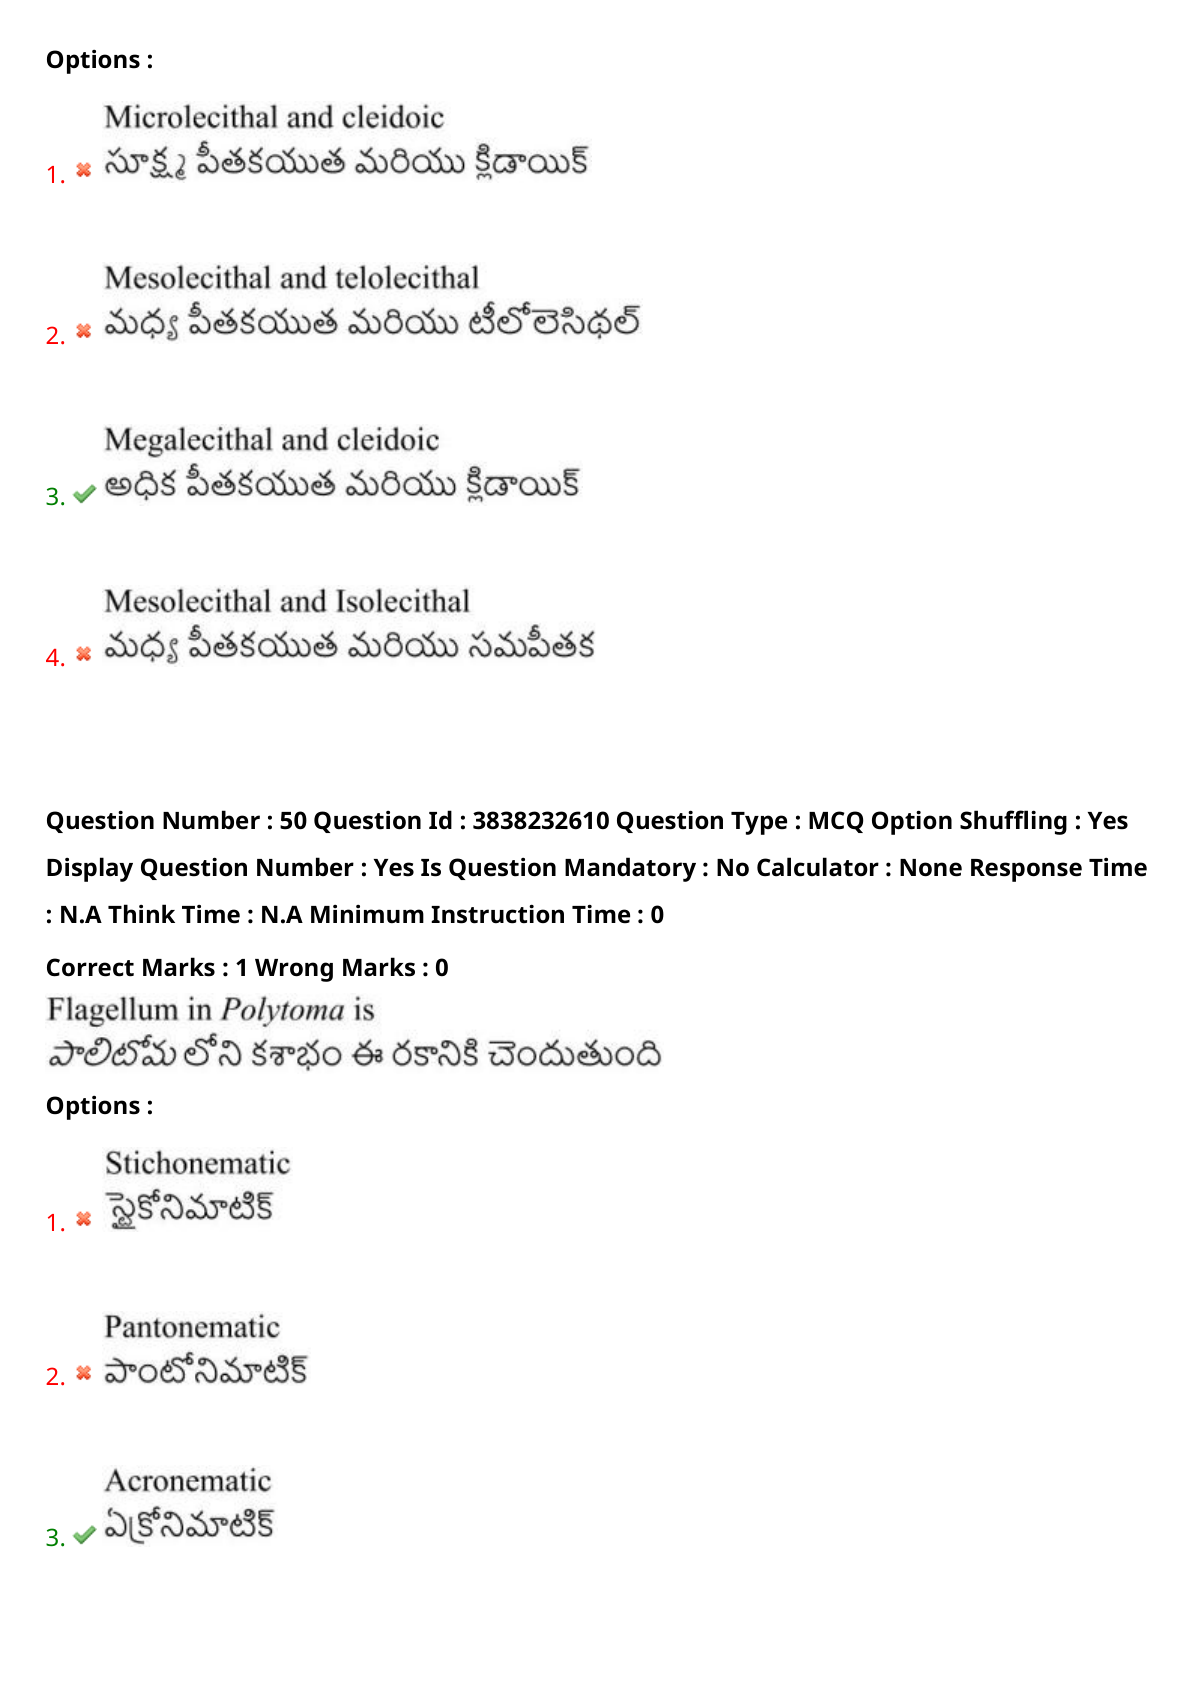 Options :
Microlecithal and cleidoic
1. సూక్ష్మ పీతకయుత మరియు క్లిడాయిక్
Mesolecithal and telolecithal
2. మధ్య పీతకయుత మరియు టీలోలెసిథల్
Megalecithal and cleidoic
3. అధిక పీతకయుత మరియు క్లిడాయిక్
Mesolecithal and Isolecithal
4. మధ్య పీతకయుత మరియు సమపీతక
Question Number : 50 Question Id : 3838232610 Question Type : MCQ Option Shuffling : Yes
Display Question Number : Yes Is Question Mandatory : No Calculator : None Response Time
: N.A Think Time : N.A Minimum Instruction Time : 0
Correct Marks : 1 Wrong Marks : 0
Flagellum in Polytoma is
పాలిటోమ లోని కశాభం ఈ రకానికి చెందుతుంది
Options :
Stichonematic
1. స్టైకోనిమాటిక్
Pantonematic
2. పాంటోనిమాటిక్
Acronematic
3. ఏక్రోనిమాటిక్